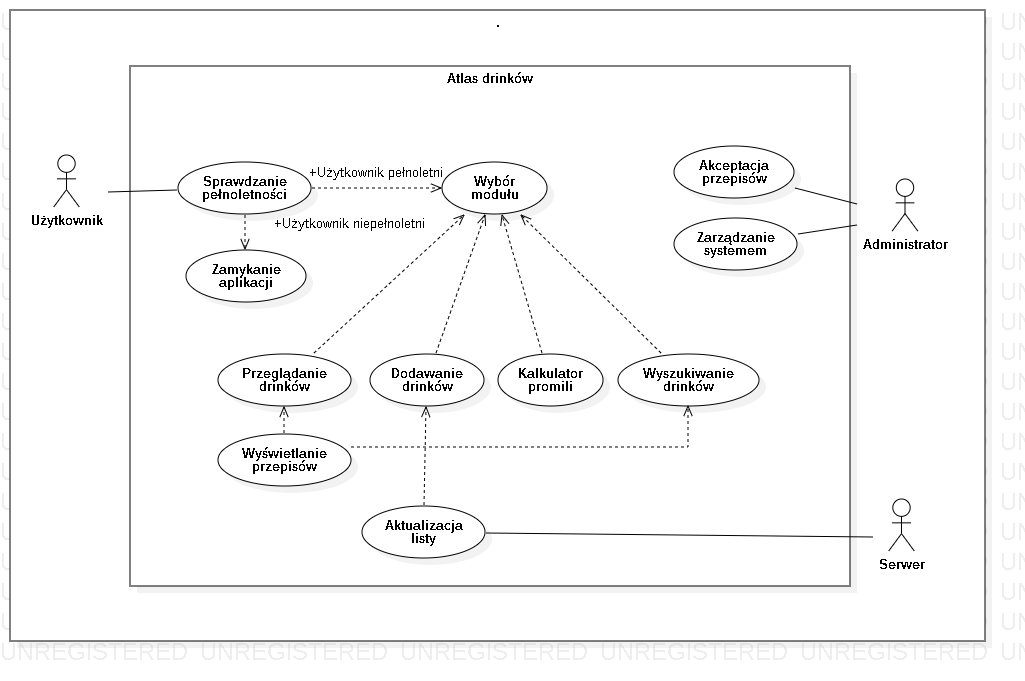 .
Atlas drinków
Użytkownik
Sprawdzanie
pełnoletności
+Użytkownik pełnoletni
Wybór
modułu
Akceptacja
przepisów
Administrator
+Użytkownik niepełnoletni
Zarządzanie
systemem
Zamykanie
aplikacji
Przeglądanie
drinków
Dodawanie
drinków
Kalkulator
promili
Wyszukiwanie
drinków
Wyświetlanie
przepisów
Aktualizacja
listy
Serwer
UNREGISTERED UNREGISTERED UNREGISTERED UNREGISTERED UNREGISTERED UN